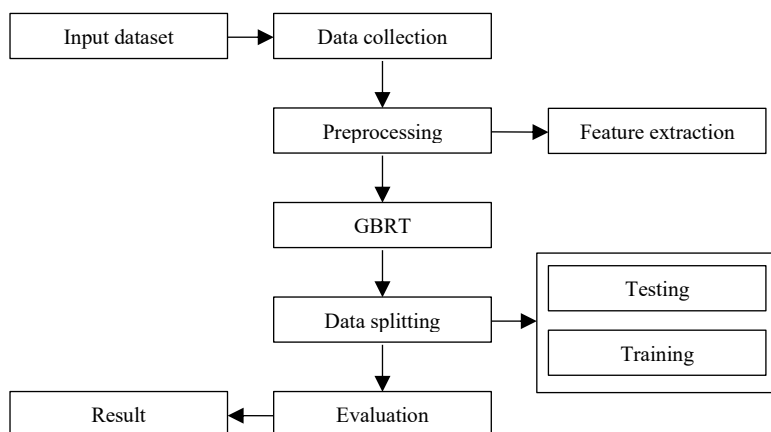 Input dataset
Data collection
Preprocessing
Feature extraction
GBRT
Data splitting
Testing
Training
Result
Evaluation